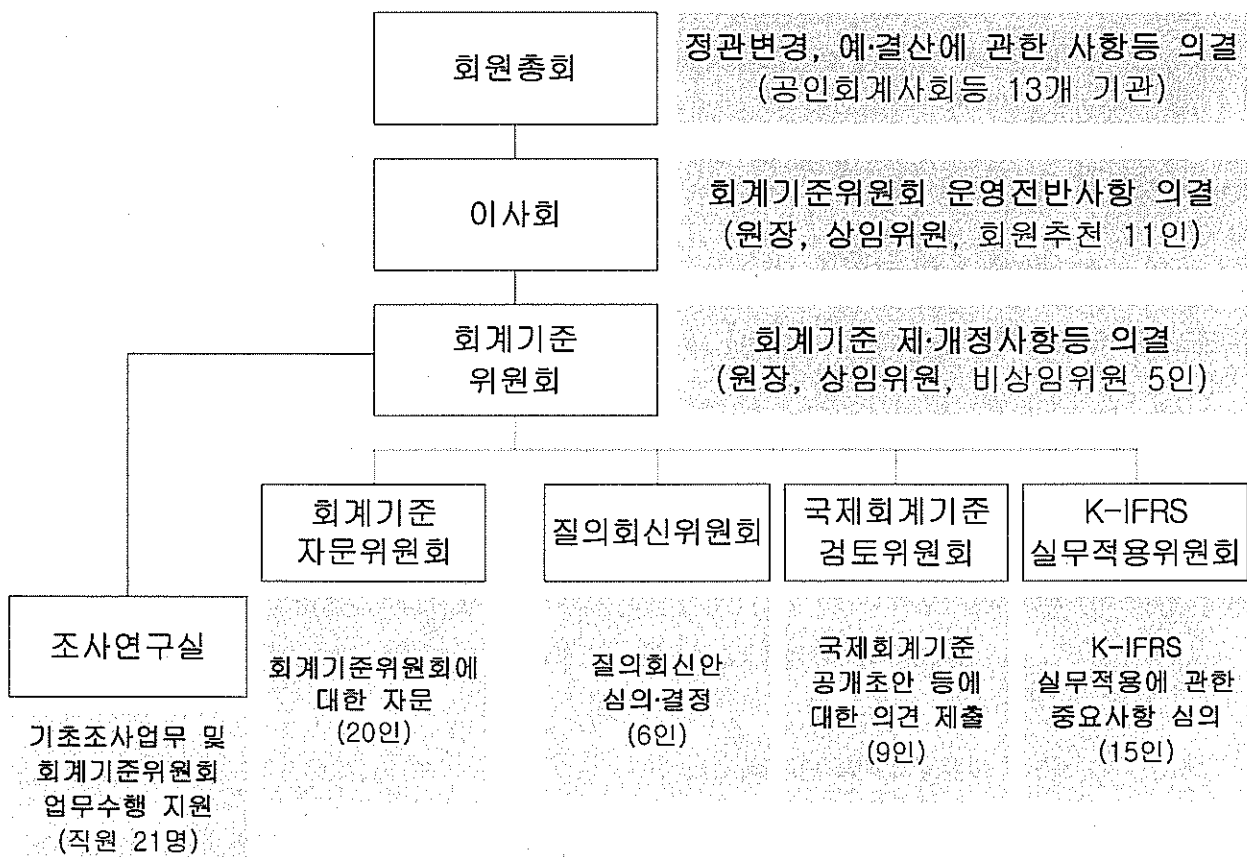 회원총회
정관변경, 예·결산에 관한 사항등 의결
(공인회계사회등 13개 기관)
이사회
회계기준위원회 운영전반사항 의결
(원장, 상임위원, 회원추천 11인)
회계기준
위원회
회계기준 제·개정사항등 의결
(원장, 상임위원, 비상임위원 5인)
회계기준
자문위원회
질의회신위원회
국제회계기준
검토위원회
K-IFRS
실무적용위원회
조사연구실
기초조사업무 및
회계기준위원회
업무수행 지원
(직원 21명)
회계기준위원회에
대한 자문
(20인)
질의회신안
심의·결정
(6인)
국제회계기준
공개초안 등에
대한 의견 제출
(9인)
K-IFRS
실무적용에 관한
중요사항 심의
(15인)